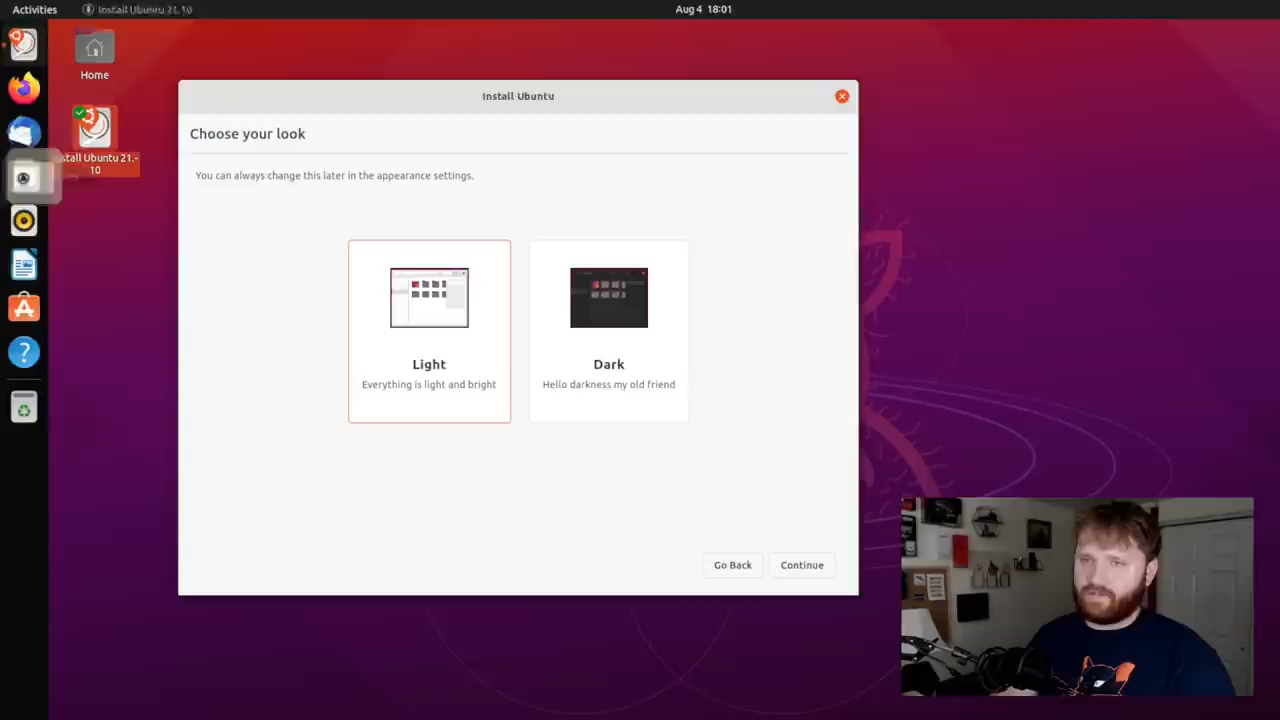 Activities
Install Ubuntu 21.10
Aug 4 18:01
Home
stall Ubuntu 21.-
10
Install Ubuntu
Choose your look
You can always change this later in the appearance settings.
Light
Everything is light and bright
Dark
Hello darkness my old friend
Go Back
Continue